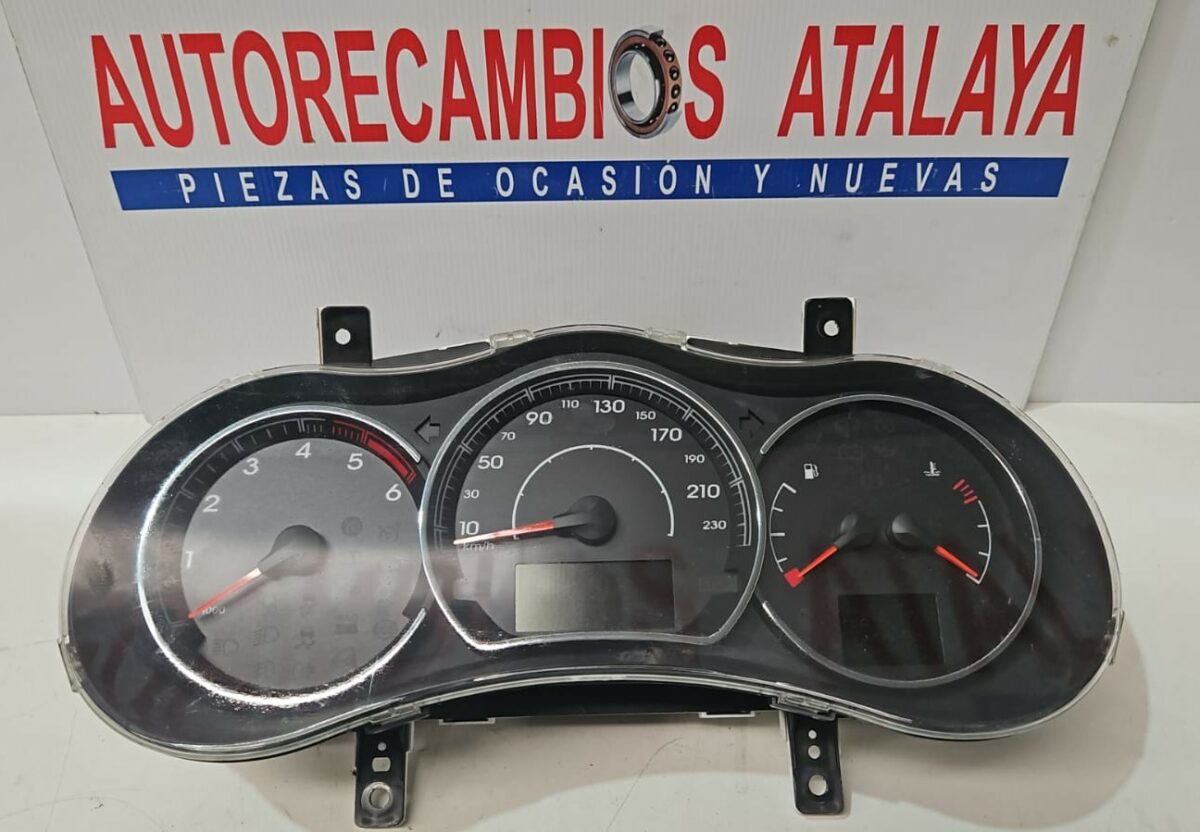 AUTORECAMBIOS ATALAYA
PIEZAS DE OCASIÓN Y NUEVAS
1 2 3 4 5 6
1000
10 30 50 70 90 110 130 150 170 190 210 230
km/h